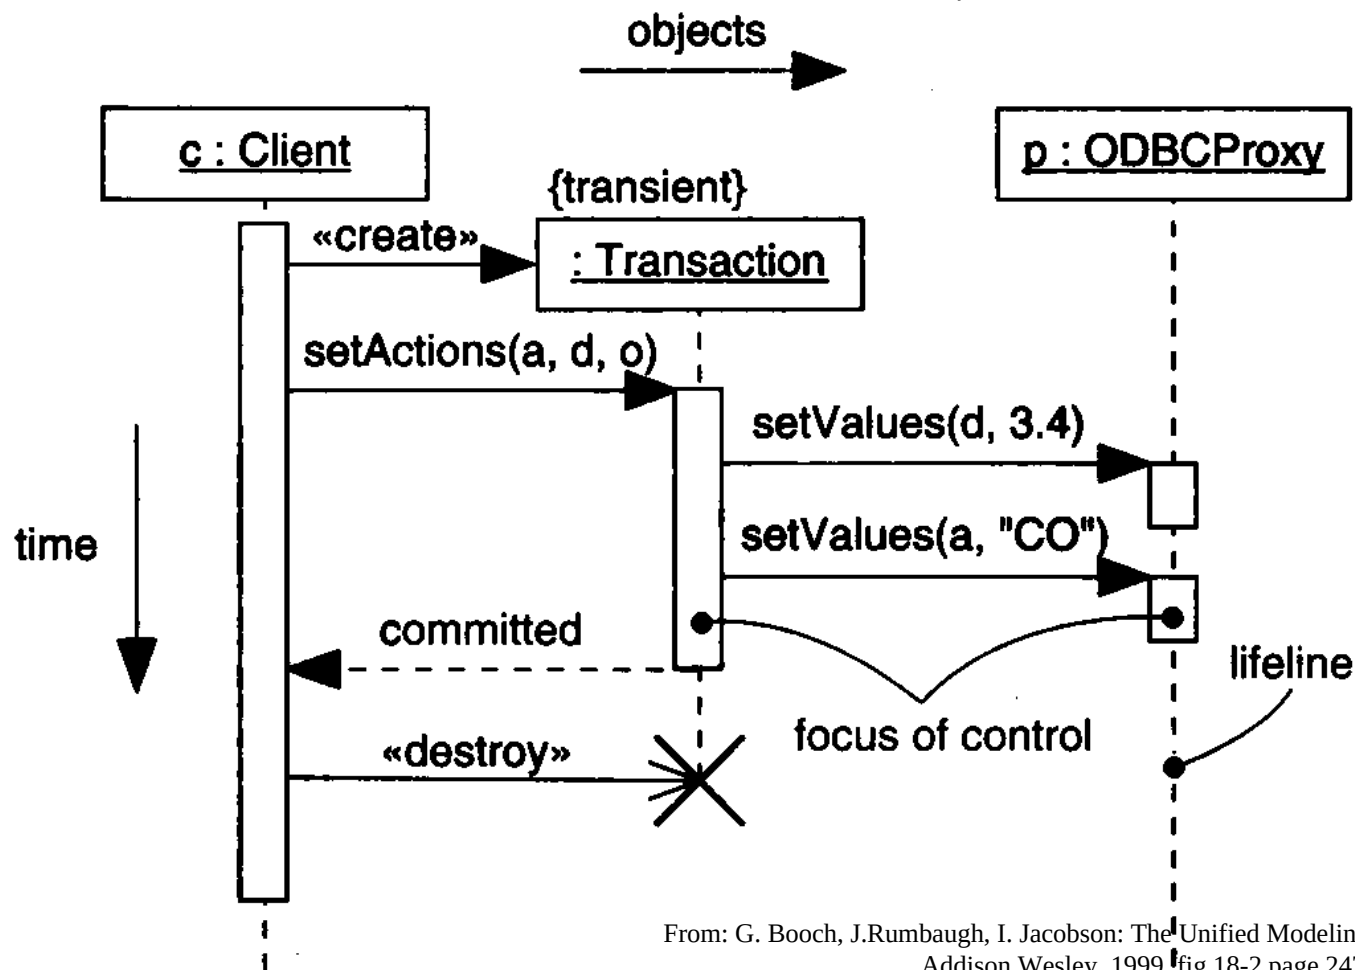 objects
c : Client
p : ODBCProxy
{transient}
«create»
: Transaction
setActions(a, d, o)
setValues(d, 3.4)
time
setValues(a, "CO")
committed
lifeline
focus of control
«destroy»
From: G. Booch, J.Rumbaugh, I. Jacobson: The Unified Modelin
Addison Wesley, 1999, fig 18-2 page 24